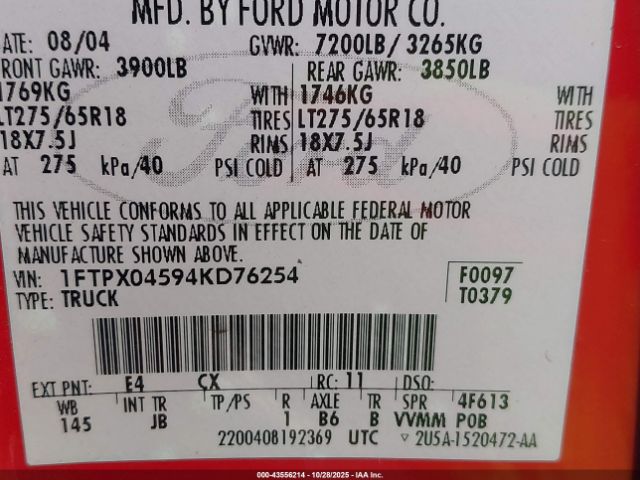 MFD. BY FORD MOTOR CO.
ATE: 08/04 GVWR: 7200LB/ 3265KG
FRONT GAWR: 3900LB REAR GAWR: 3850LB
1769KG WITH 1746KG WITH
LT275/65R18 TIRES LT275/65R18 TIRES
18X7.5J RIMS 18X7.5J RIMS
AT 275 kPa/40 PSI COLD AT 275 kPa/40 PSI COLD
Ford
THIS VEHICLE CONFORMS TO ALL APPLICABLE FEDERAL MOTOR
VEHICLE SAFETY STANDARDS IN EFFECT ON THE DATE OF
MANUFACTURE SHOWN ABOVE.
VIN: 1FTPX04594KD76254 F0097
TYPE: TRUCK T0379
EXT PNT: E4 CX RC: 11 DSO:
WB INT TR TP/PS R AXLE TR SPR 4F613
145 JB 1 B6 B VVMM POB
2200408192369 UTC 2U5A-1520472-AA
000-43556214 - 10/28/2025 - IAA Inc.